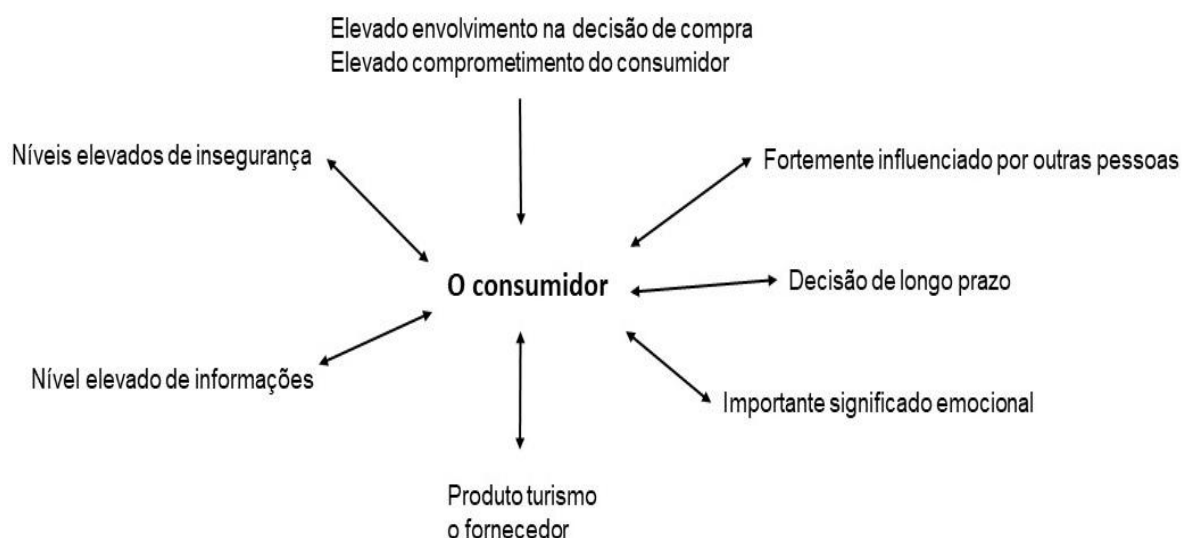 Elevado envolvimento na decisão de compra
Elevado comprometimento do consumidor
Níveis elevados de insegurança
Fortemente influenciado por outras pessoas
O consumidor
Decisão de longo prazo
Nível elevado de informações
Importante significado emocional
Produto turismo
o fornecedor